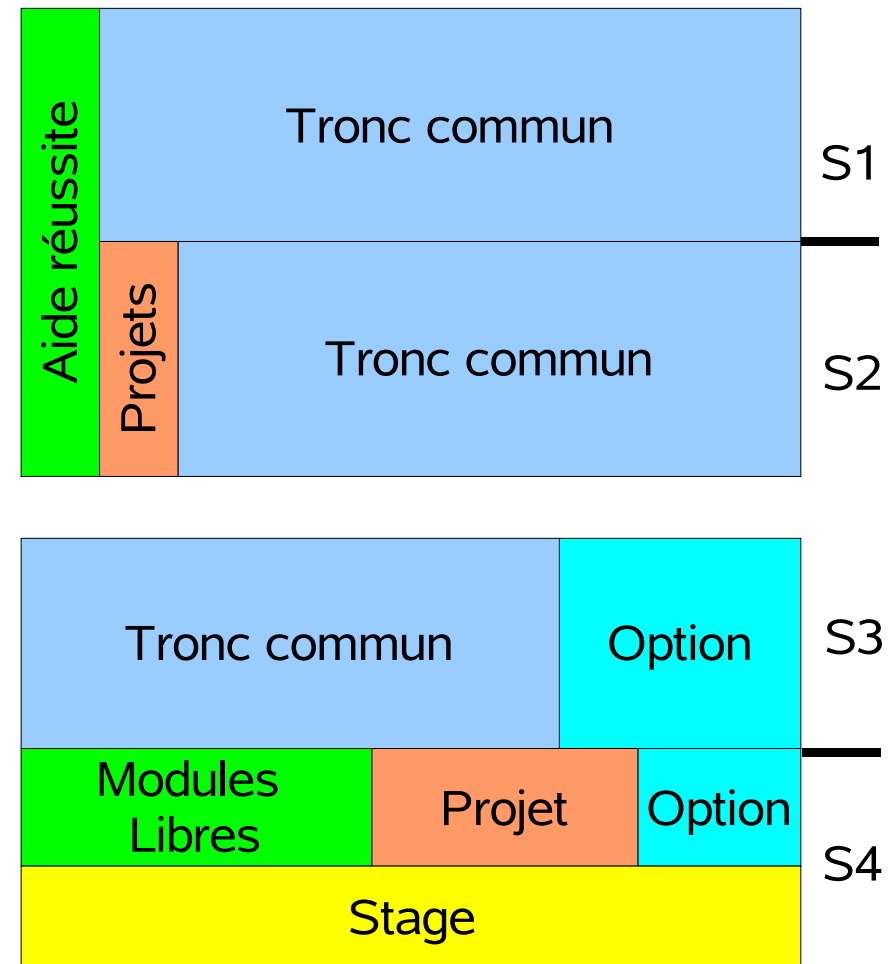 Aide réussite
Tronc commun
S1
Projets
Tronc commun
S2
Tronc commun
Option
S3
Modules
Libres
Projet
Option
S4
Stage